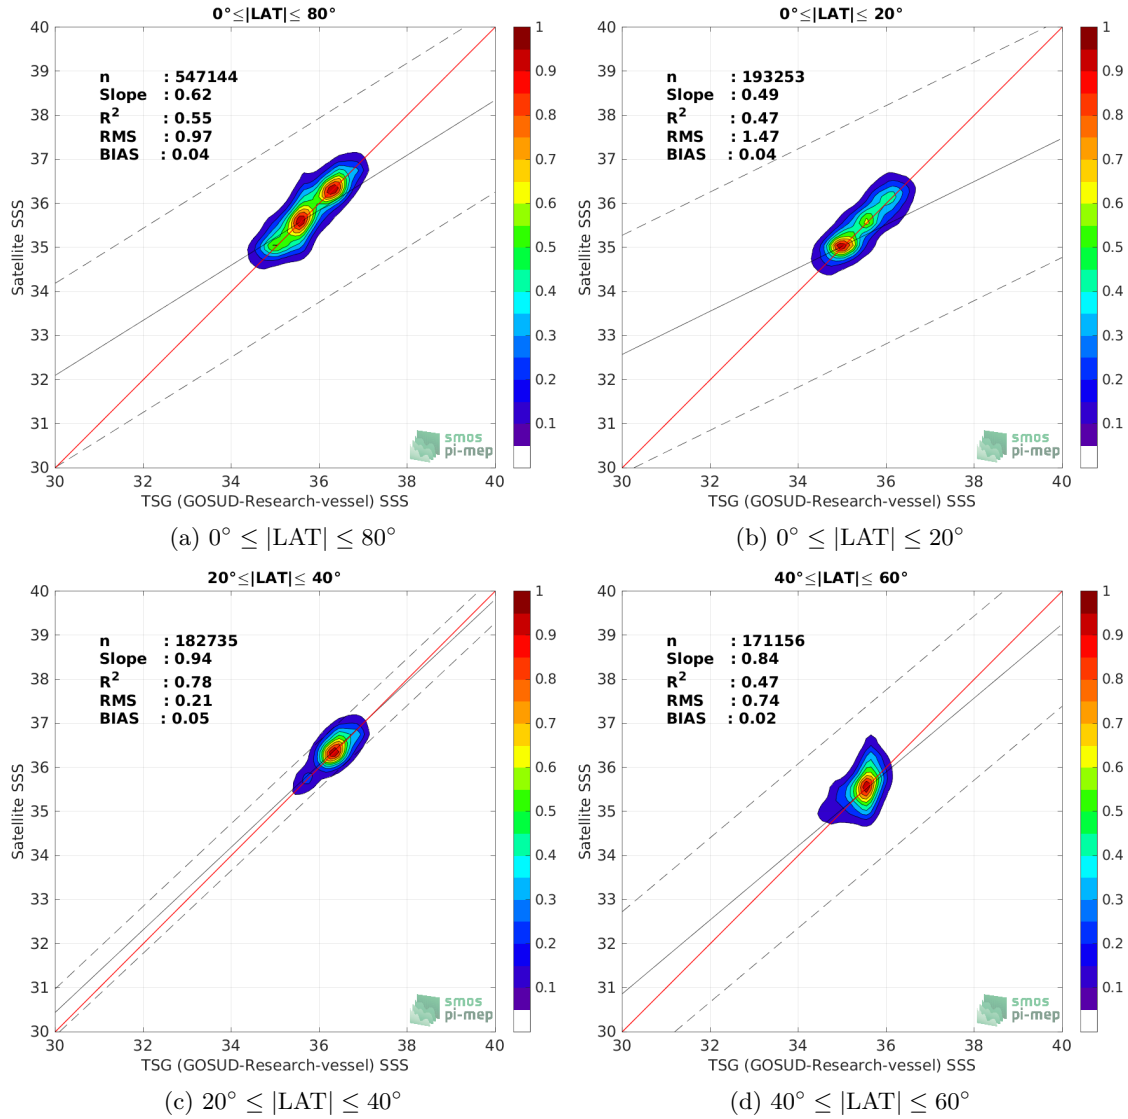 0°≤|LAT|≤ 80°
n : 547144
Slope : 0.62
R² : 0.55
RMS : 0.97
BIAS : 0.04
40
39
38
37
36
35
34
33
32
31
30
30 32 34 36 38 40
1
0.9
0.8
0.7
0.6
0.5
0.4
0.3
0.2
0.1
Satellite SSS
TSG (GOSUD-Research-vessel) SSS
smos
pi-mep
(a) 0° ≤ |LAT| ≤ 80°
0°≤|LAT|≤ 20°
n : 193253
Slope : 0.49
R² : 0.47
RMS : 1.47
BIAS : 0.04
40
39
38
37
36
35
34
33
32
31
30
30 32 34 36 38 40
1
0.9
0.8
0.7
0.6
0.5
0.4
0.3
0.2
0.1
Satellite SSS
TSG (GOSUD-Research-vessel) SSS
smos
pi-mep
(b) 0° ≤ |LAT| ≤ 20°
20°≤|LAT|≤ 40°
n : 182735
Slope : 0.94
R² : 0.78
RMS : 0.21
BIAS : 0.05
40
39
38
37
36
35
34
33
32
31
30
30 32 34 36 38 40
1
0.9
0.8
0.7
0.6
0.5
0.4
0.3
0.2
0.1
Satellite SSS
TSG (GOSUD-Research-vessel) SSS
smos
pi-mep
(c) 20° ≤ |LAT| ≤ 40°
40°≤|LAT|≤ 60°
n : 171156
Slope : 0.84
R² : 0.47
RMS : 0.74
BIAS : 0.02
40
39
38
37
36
35
34
33
32
31
30
30 32 34 36 38 40
1
0.9
0.8
0.7
0.6
0.5
0.4
0.3
0.2
0.1
Satellite SSS
TSG (GOSUD-Research-vessel) SSS
smos
pi-mep
(d) 40° ≤ |LAT| ≤ 60°